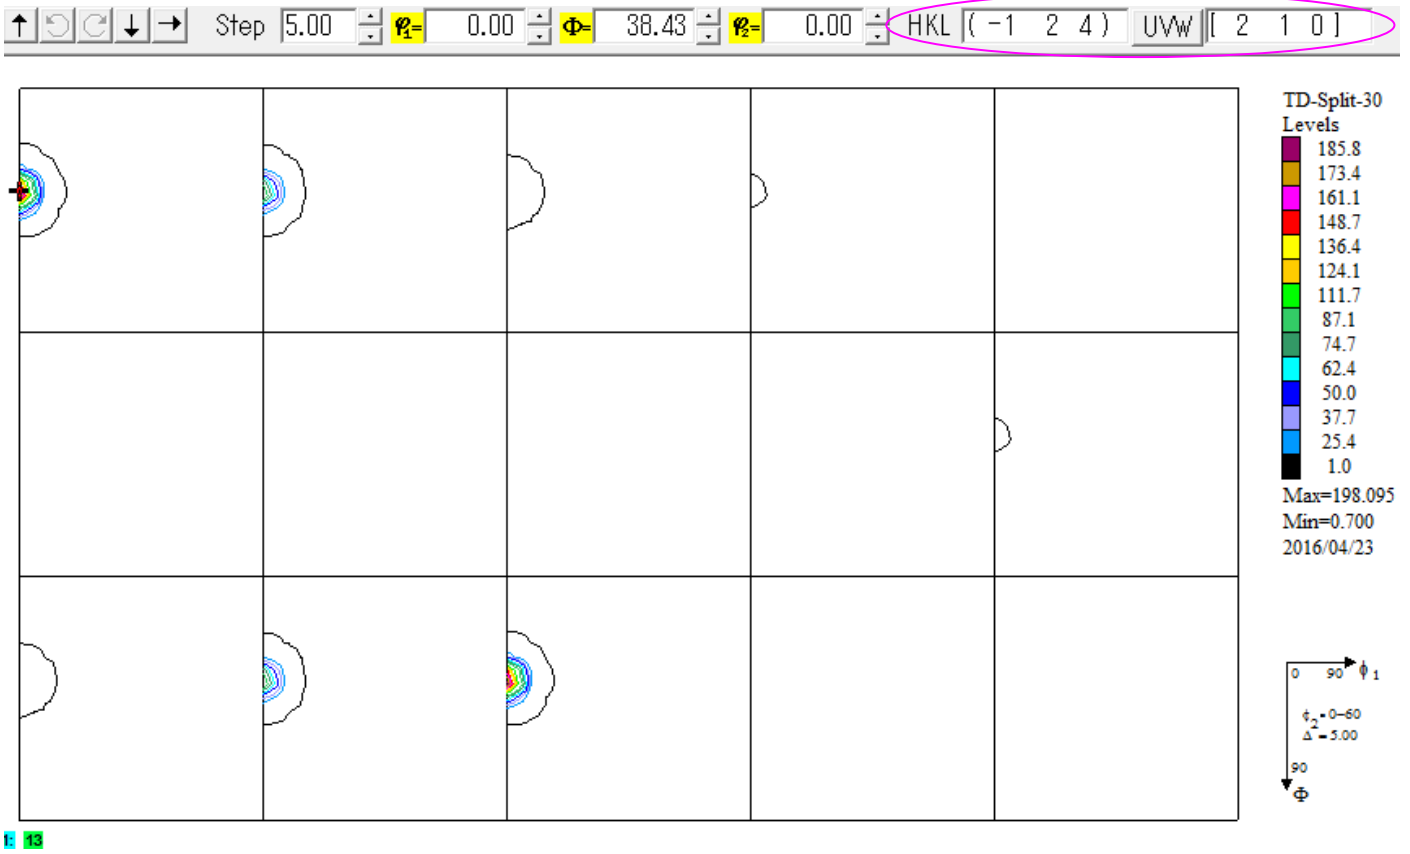 Step 5.00 φ1= 0.00 Φ= 38.43 φ2= 0.00 HKL (-1 2 4) UVW [ 2 1 0]
TD-Split-30
Levels
185.8
173.4
161.1
148.7
136.4
124.1
111.7
87.1
74.7
62.4
50.0
37.7
25.4
1.0
Max=198.095
Min=0.700
2016/04/23
0 90 ϕ1
ϕ2=0-60
Δ=5.00
90
Φ
1: 13